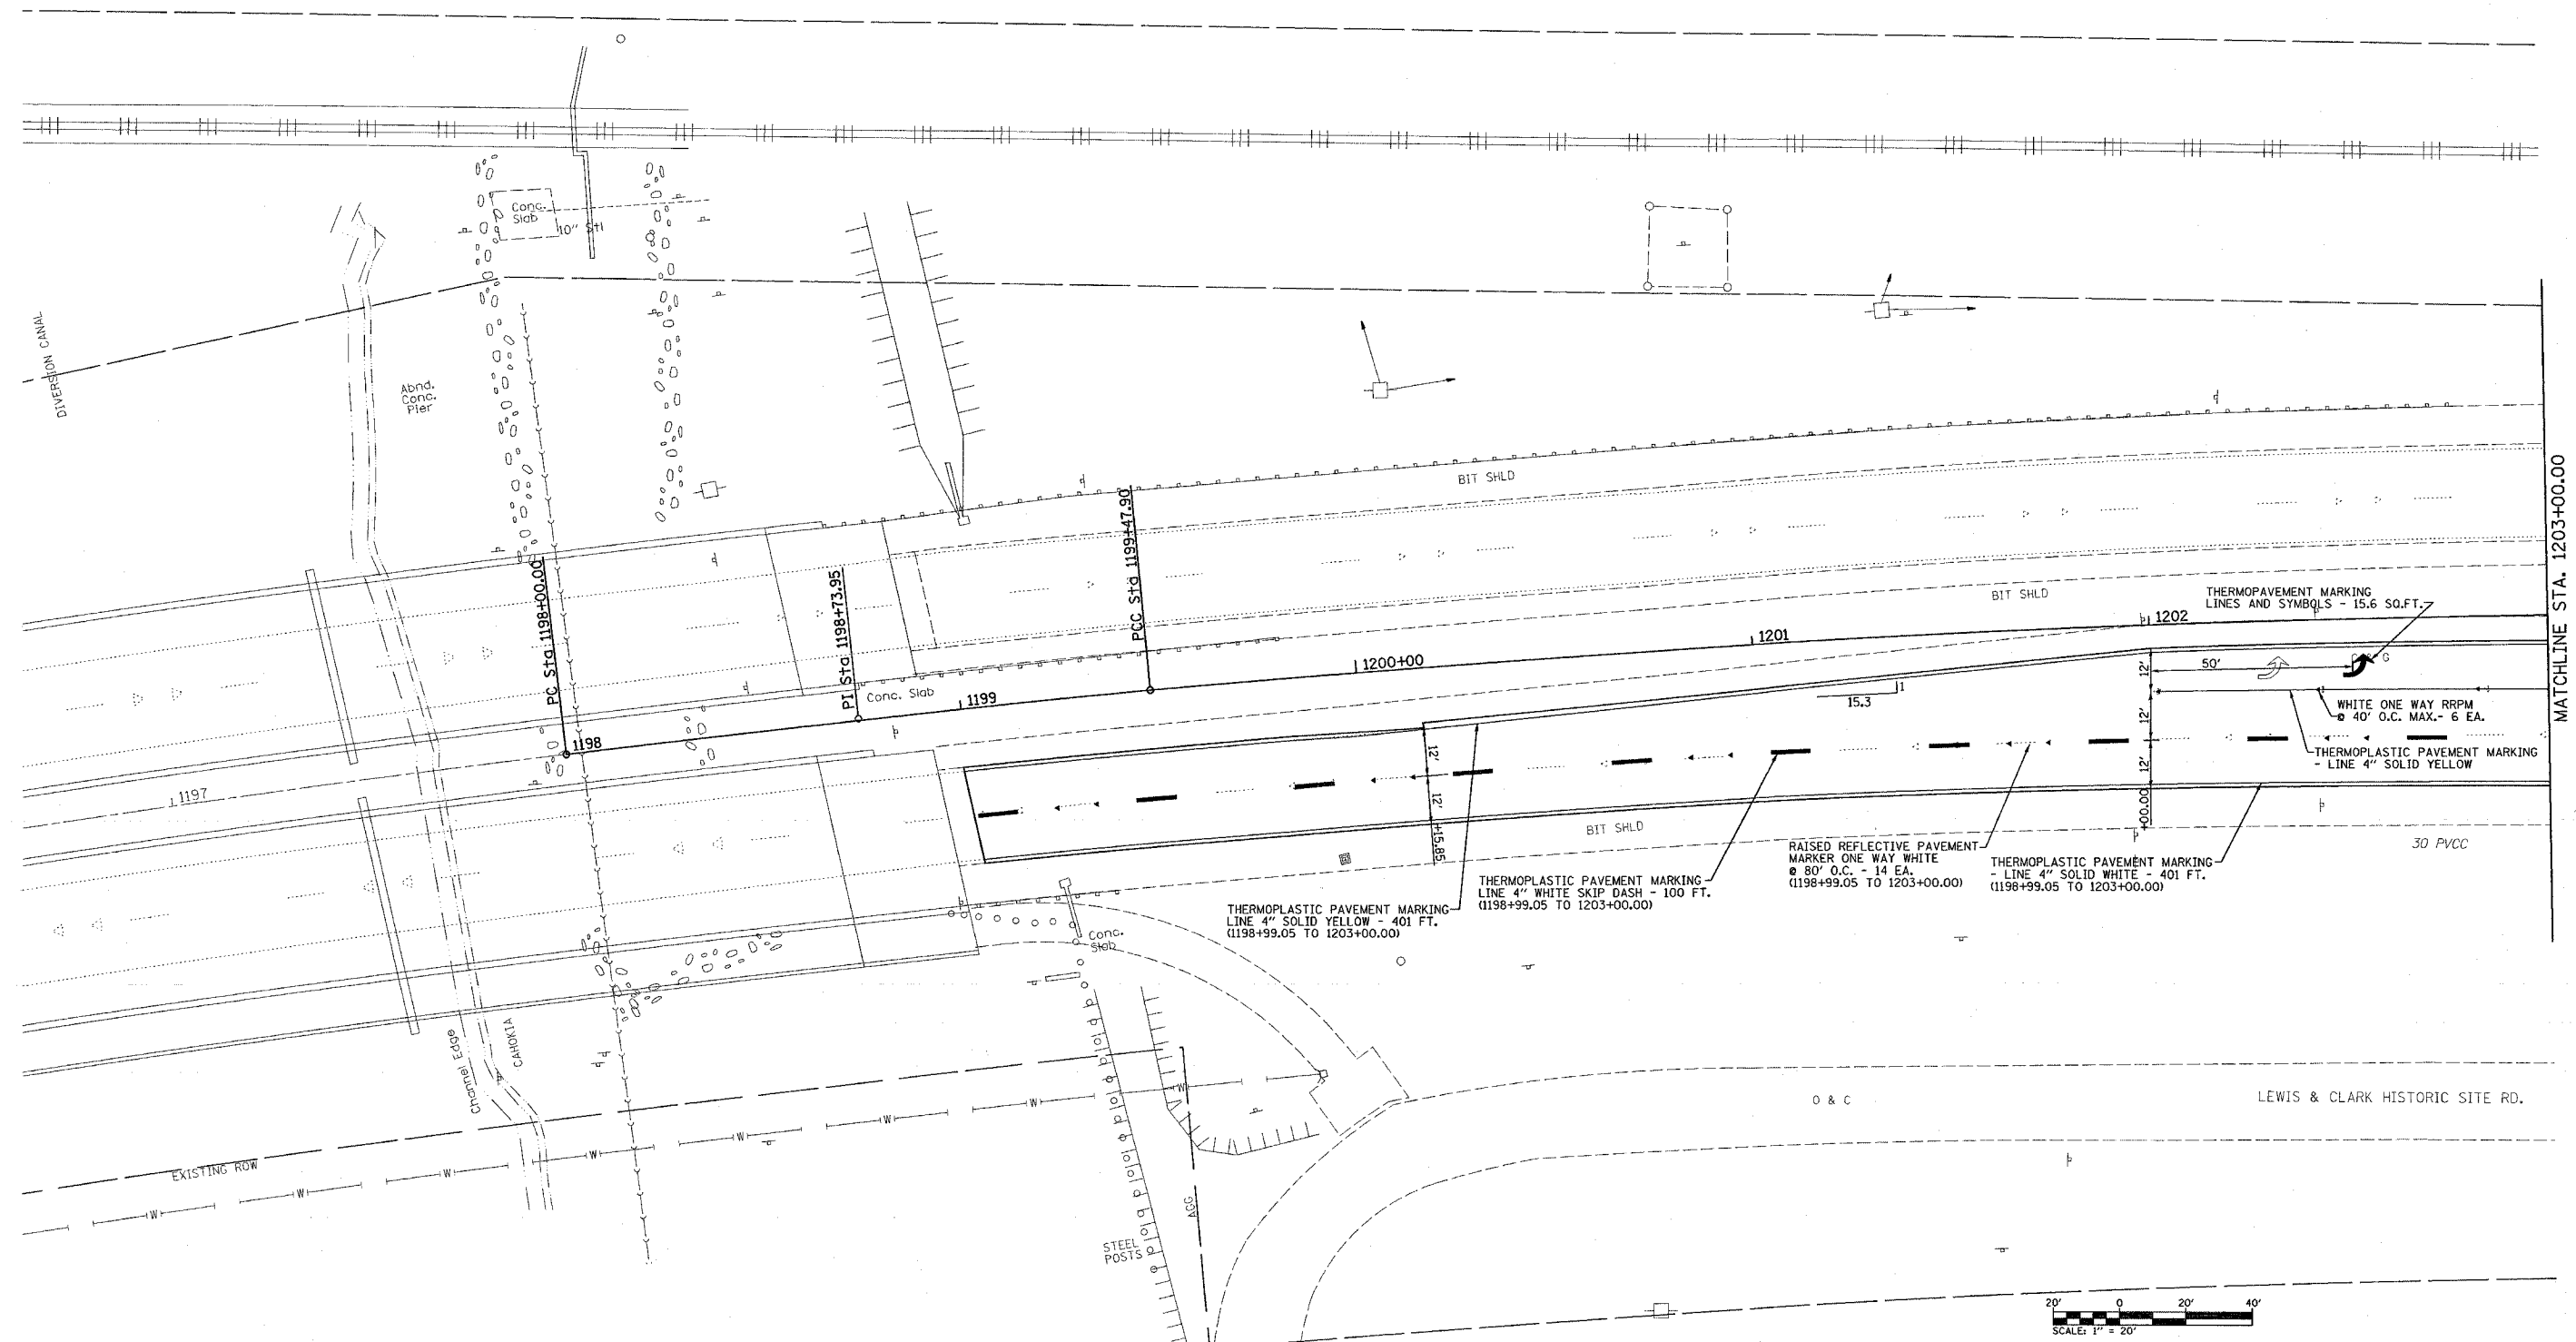 Conc.
Slab
10" Stl
DIVERSION CANAL
Abnd.
Conc.
Pier
BIT SHLD
MATCHLINE STA. 1203+00.00
PC Sta 1198+00.00
PI Sta 1198+73.95
PCC Sta 1199+47.90
BIT SHLD
THERMOPAVEMENT MARKING
LINES AND SYMBOLS - 15.6 SQ.FT.
1202
1201
1200+00
1199
1198
1197
Conc. Slab
12'
50'
G
15.3
1
12'
12'
+00.00
WHITE ONE WAY RRPM
@ 40' O.C. MAX.- 6 EA.
THERMOPLASTIC PAVEMENT MARKING
- LINE 4" SOLID YELLOW
12'
12'
+15.85
BIT SHLD
30 PVCC
RAISED REFLECTIVE PAVEMENT
MARKER ONE WAY WHITE
@ 80' O.C. - 14 EA.
(1198+99.05 TO 1203+00.00)
THERMOPLASTIC PAVEMENT MARKING
- LINE 4" SOLID WHITE - 401 FT.
(1198+99.05 TO 1203+00.00)
THERMOPLASTIC PAVEMENT MARKING
LINE 4" WHITE SKIP DASH - 100 FT.
(1198+99.05 TO 1203+00.00)
THERMOPLASTIC PAVEMENT MARKING
LINE 4" SOLID YELLOW - 401 FT.
(1198+99.05 TO 1203+00.00)
Conc.
Slab
Channel Edge
CAHOKIA
EXISTING ROW
W
W
W
W
W
W
W
W
AGG
STEEL
POSTS
O & C
LEWIS & CLARK HISTORIC SITE RD.
20'
0
20'
40'
SCALE: 1" = 20'